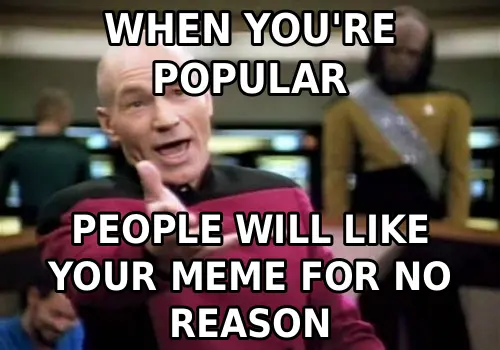 WHEN YOU'RE
POPULAR
PEOPLE WILL LIKE
YOUR MEME FOR NO
REASON